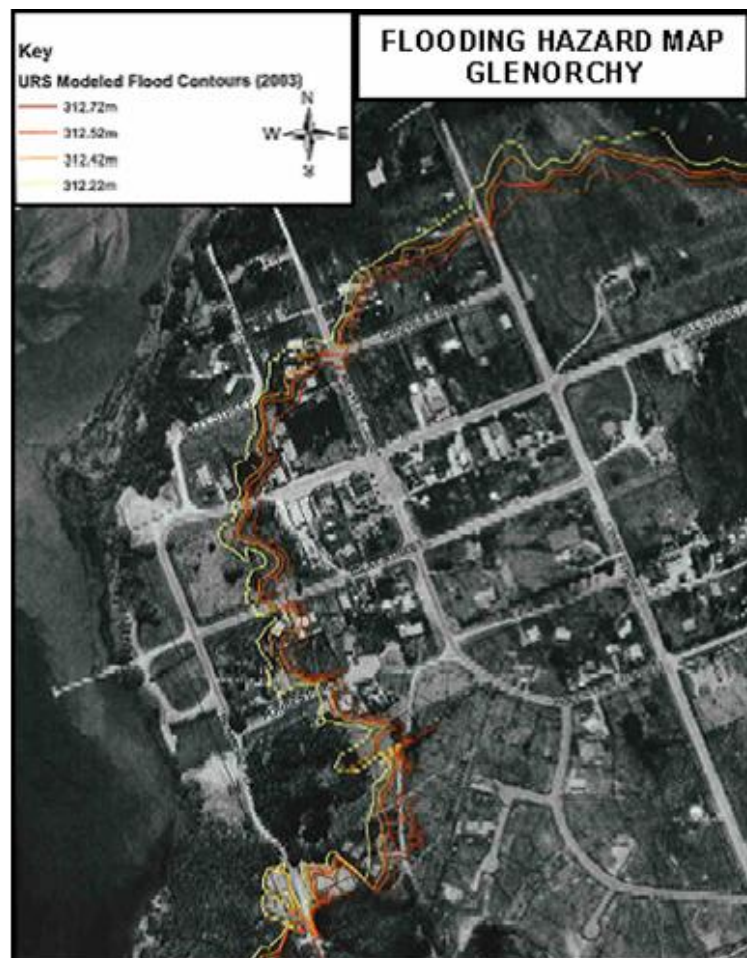 Key
URS Modeled Flood Contours (2003)
312.72m
312.52m
312.42m
312.22m
N
W E
S
FLOODING HAZARD MAP
GLENORCHY